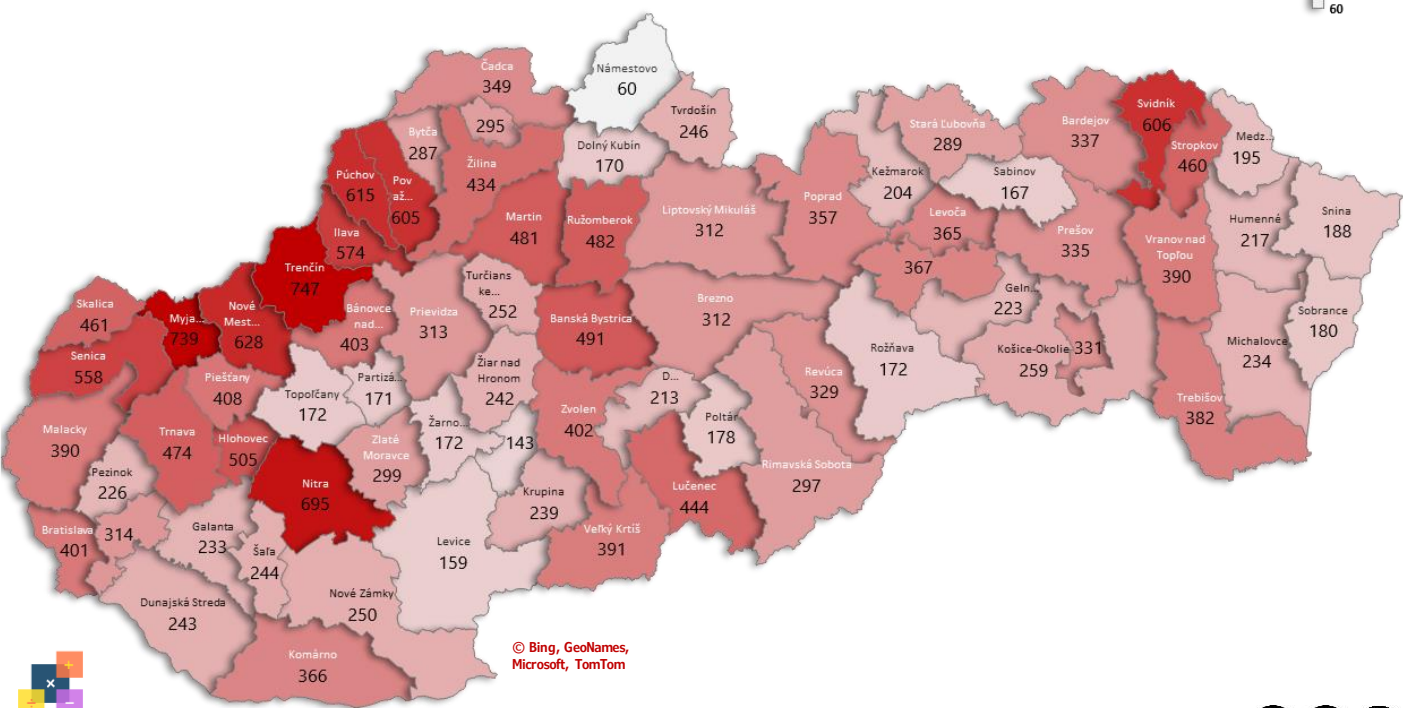 60
Čadca
349
Námestovo
60
Tvrdošín
246
295
Bytča
287
Dolný Kubín
170
Žilina
434
Púchov
615
Pov
až...
605
Martin
481
Ružomberok
482
Liptovský Mikuláš
312
Poprad
357
Kežmarok
204
Stará Ľubovňa
289
Sabinov
167
Bardejov
337
Svidník
606
Stropkov
460
Medz...
195
Levoča
365
367
Prešov
335
Vranov nad
Topľou
390
Humenné
217
Snina
188
Ilava
574
Trenčín
747
Skalica
461
Myja...
739
Nové
Mest...
628
Bánovce
nad...
403
Prievidza
313
Turčians
ke...
252
Banská Bystrica
491
Brezno
312
Geln...
223
Sobrance
180
Michalovce
234
Senica
558
Piešťany
408
Topoľčany
172
Partizá...
171
Žiar nad
Hronom
242
Košice-Okolie
259
331
Rožňava
172
Revúca
329
D...
213
Poltár
178
Zvolen
402
Trebišov
382
Malacky
390
Trnava
474
Hlohovec
505
Zlaté
Moravce
299
Žarno...
172
143
Pezinok
226
Nitra
695
Rimavská Sobota
297
Lučenec
444
Krupina
239
Veľký Krtíš
391
Bratislava
401
314
Galanta
233
Šaľa
244
Levice
159
Dunajská Streda
243
Nové Zámky
250
Komárno
366
© Bing, GeoNames,
Microsoft, TomTom